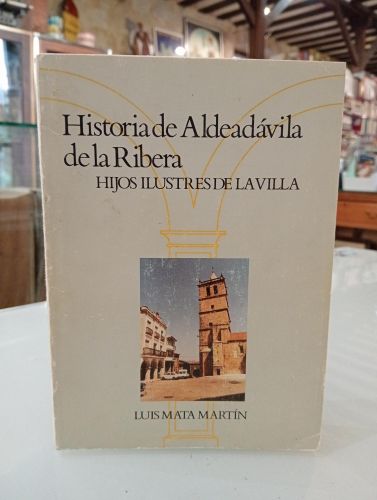 Historia de Aldeadávila
de la Ribera
HIJOS ILUSTRES DE LA VILLA
LUIS MATA MARTÍN